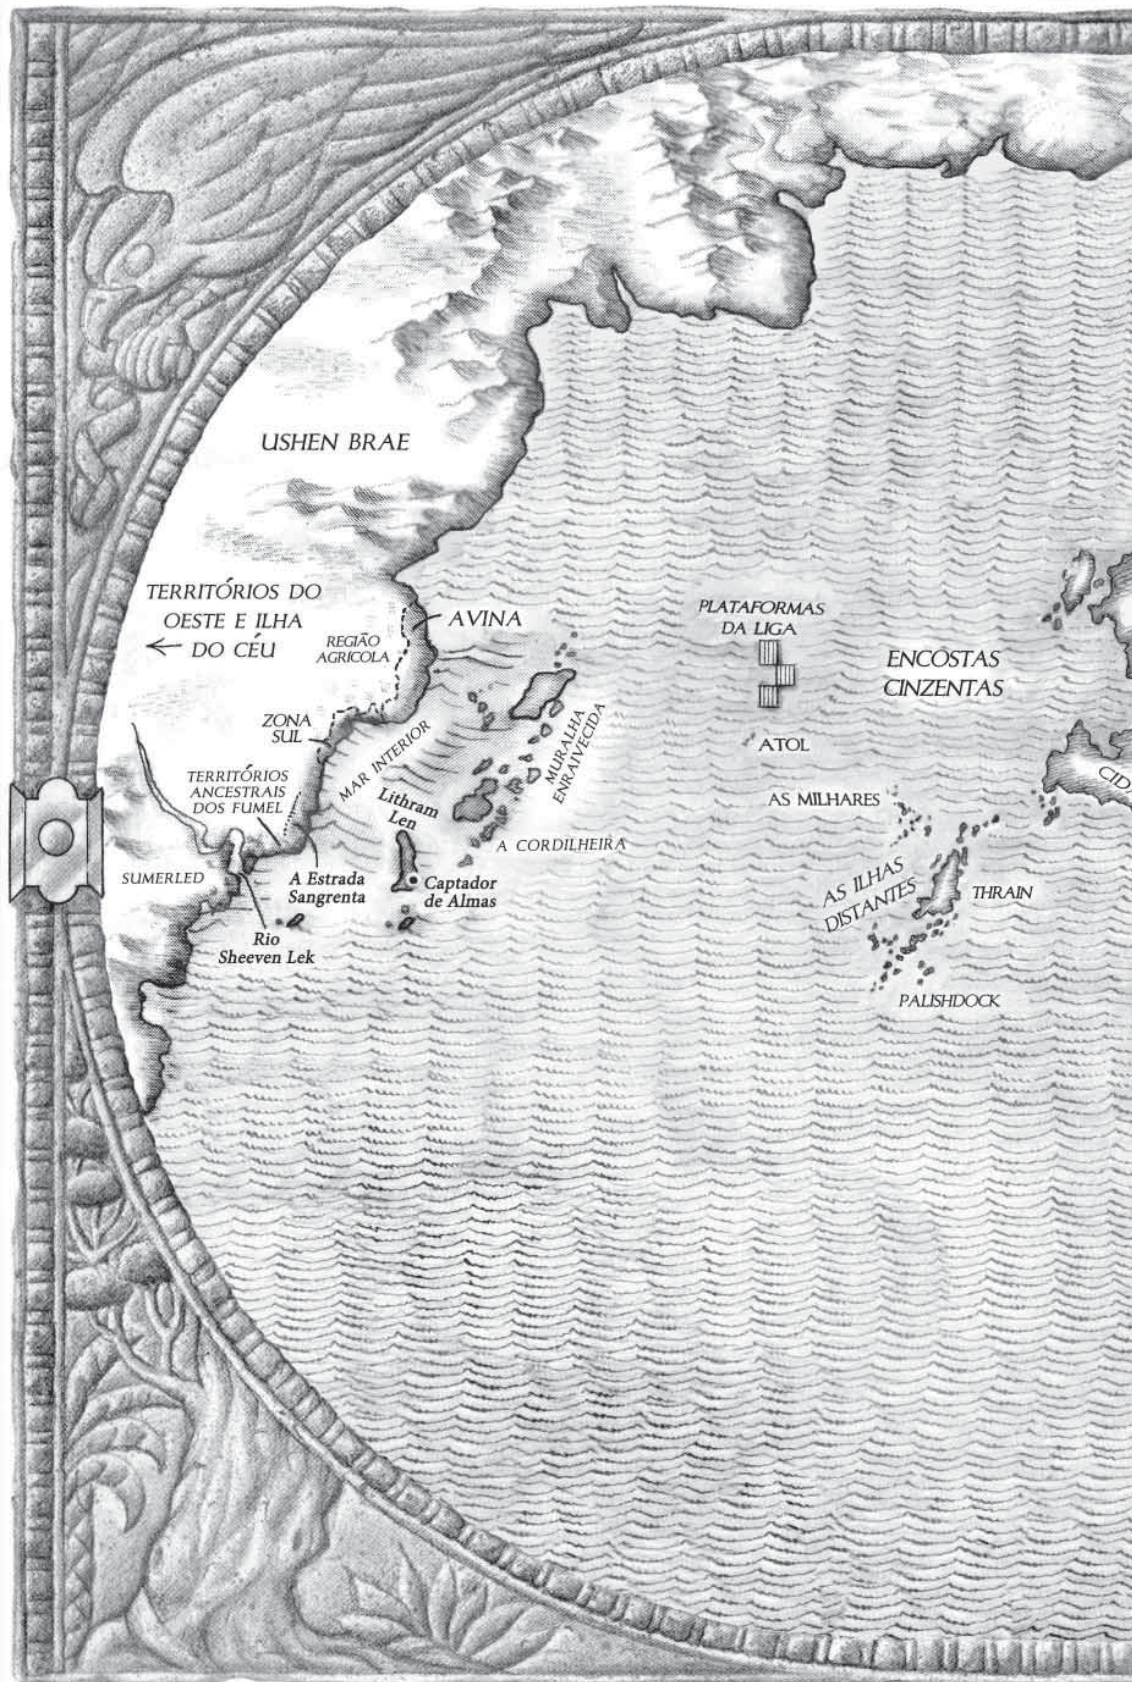 USHEN BRAE
TERRITÓRIOS DO
OESTE E ILHA
DO CÉU
REGIÃO
AGRÍCOLA
AVINA
ZONA
SUL
MAR INTERIOR
TERRITÓRIOS
ANCESTRAIS
DOS FUMEL
SUMERLED
A Estrada
Sangrenta
Rio
Sheeven Lek
Lithram
Len
Captador
de Almas
MURALHA
ENRAIVECIDA
A CORDILHEIRA
PLATAFORMAS
DA LIGA
ENCOSTAS
CINZENTAS
ATOL
AS MILHARES
AS ILHAS
DISTANTES
THRAIN
PALISHDOCK
CIDA